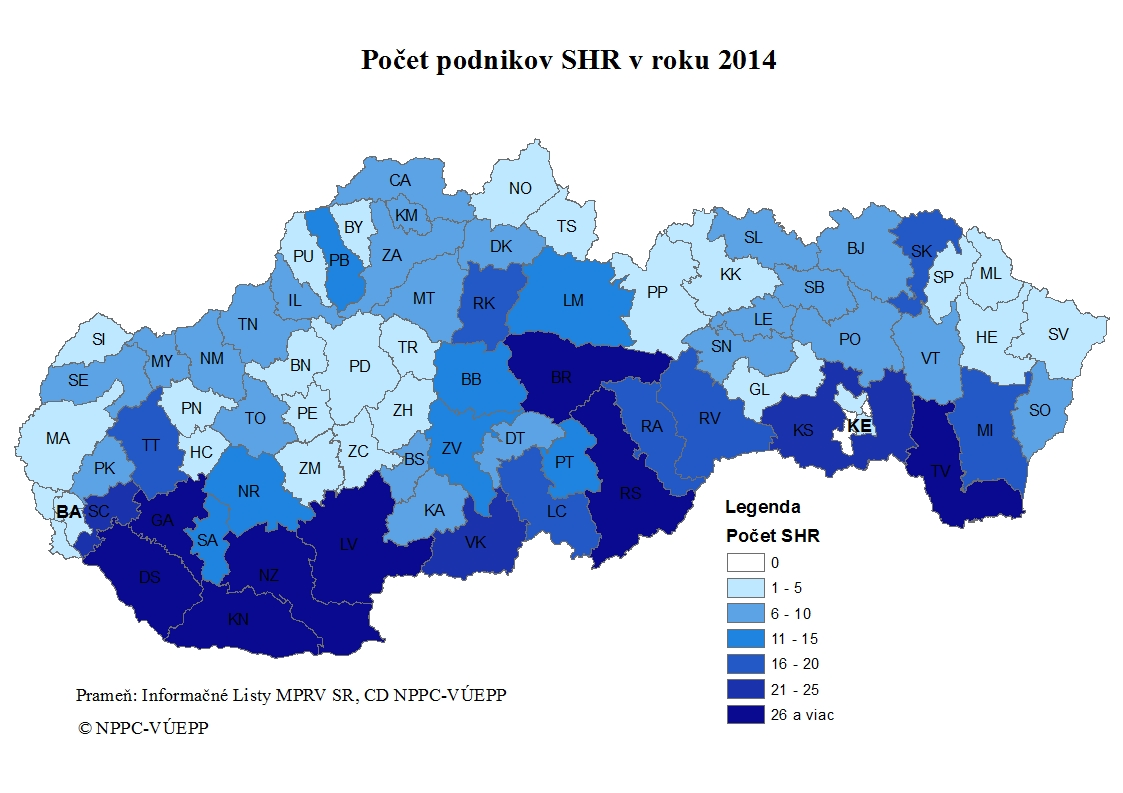 Počet podnikov SHR v roku 2014
CA
NO
KM
BY
TS
PU
PB
ZA
DK
SL
BJ
SK
SP
ML
KK
IL
MT
RK
LM
PP
SB
TN
LE
SI
MY
NM
TR
SN
PO
VT
HE
SV
BN
PD
SE
BB
BR
GL
PN
TO
PE
ZH
SO
MA
TT
HC
ZC
BS
ZV
DT
RA
RV
KS
KE
MI
PK
ZM
PT
NR
RS
TV
BA
SC
GA
KA
LC
SA
LV
VK
DS
NZ
KN
Legenda
Počet SHR
0
1 - 5
6 - 10
11 - 15
16 - 20
21 - 25
26 a viac
Prameň: Informačné Listy MPRV SR, CD NPPC-VÚEPP
© NPPC-VÚEPP